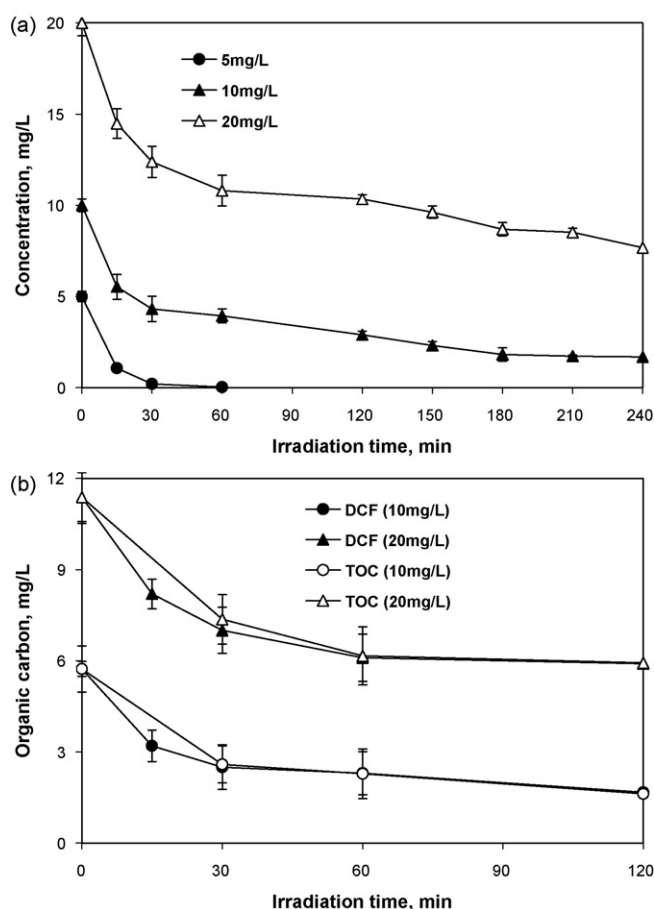 (a)
20
15
10
5
0
Concentration, mg/L
5mg/L
10mg/L
20mg/L
0 30 60 90 120 150 180 210 240
Irradiation time, min
(b)
12
9
6
3
0
Organic carbon, mg/L
DCF (10mg/L)
DCF (20mg/L)
TOC (10mg/L)
TOC (20mg/L)
0 30 60 90 120
Irradiation time, min